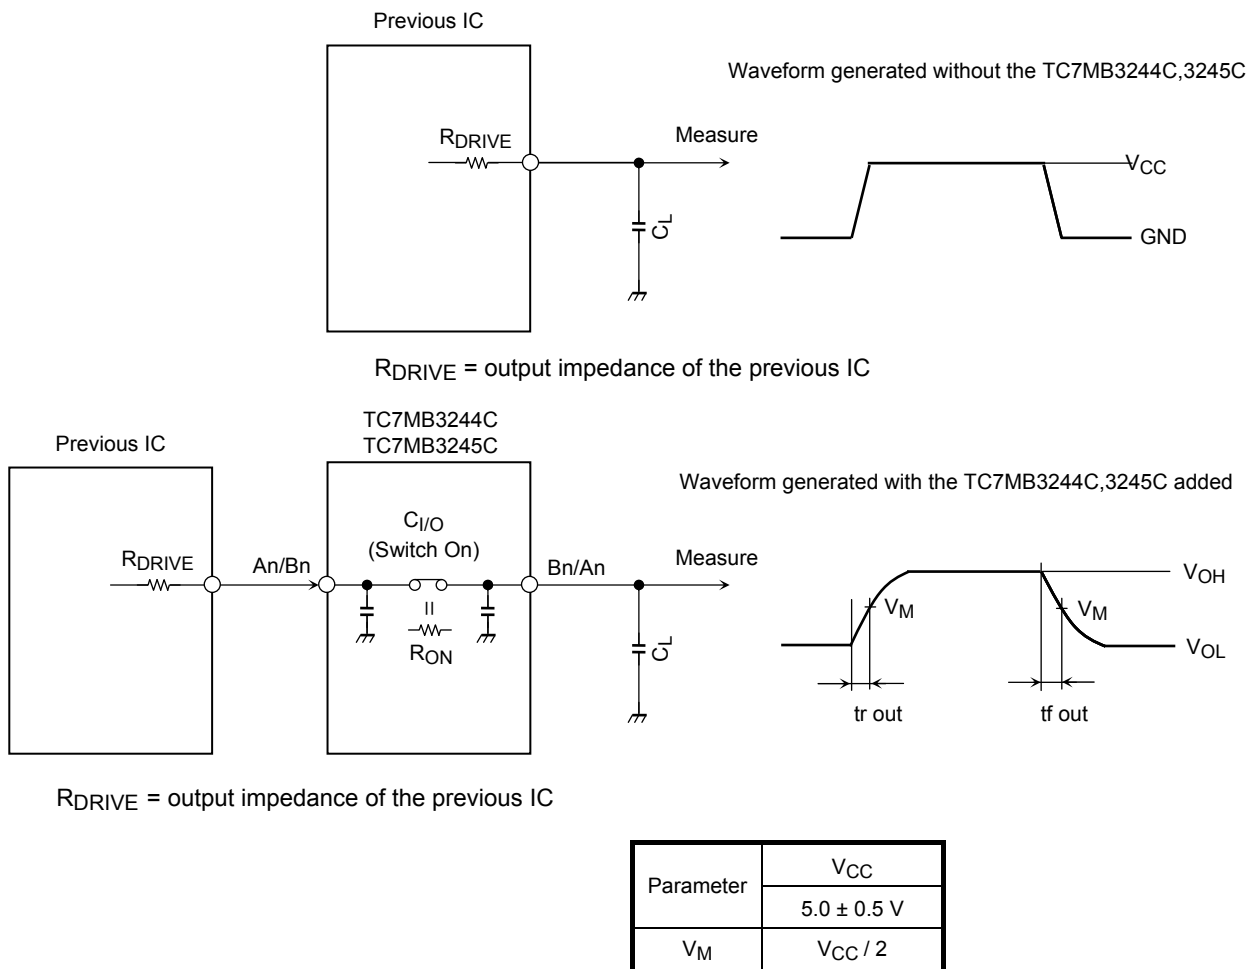 Previous IC
Waveform generated without the TC7MB3244C,3245C
RDRIVE
Measure
CL
VCC
GND
RDRIVE = output impedance of the previous IC
TC7MB3244C
TC7MB3245C
Previous IC
Waveform generated with the TC7MB3244C,3245C added
CI/O
(Switch On)
RDRIVE
An/Bn
Bn/An
Measure
=
RON
CL
VOH
VM
VM
VOL
tr out
tf out
RDRIVE = output impedance of the previous IC
Parameter
VCC
5.0 ± 0.5 V
VM
VCC / 2